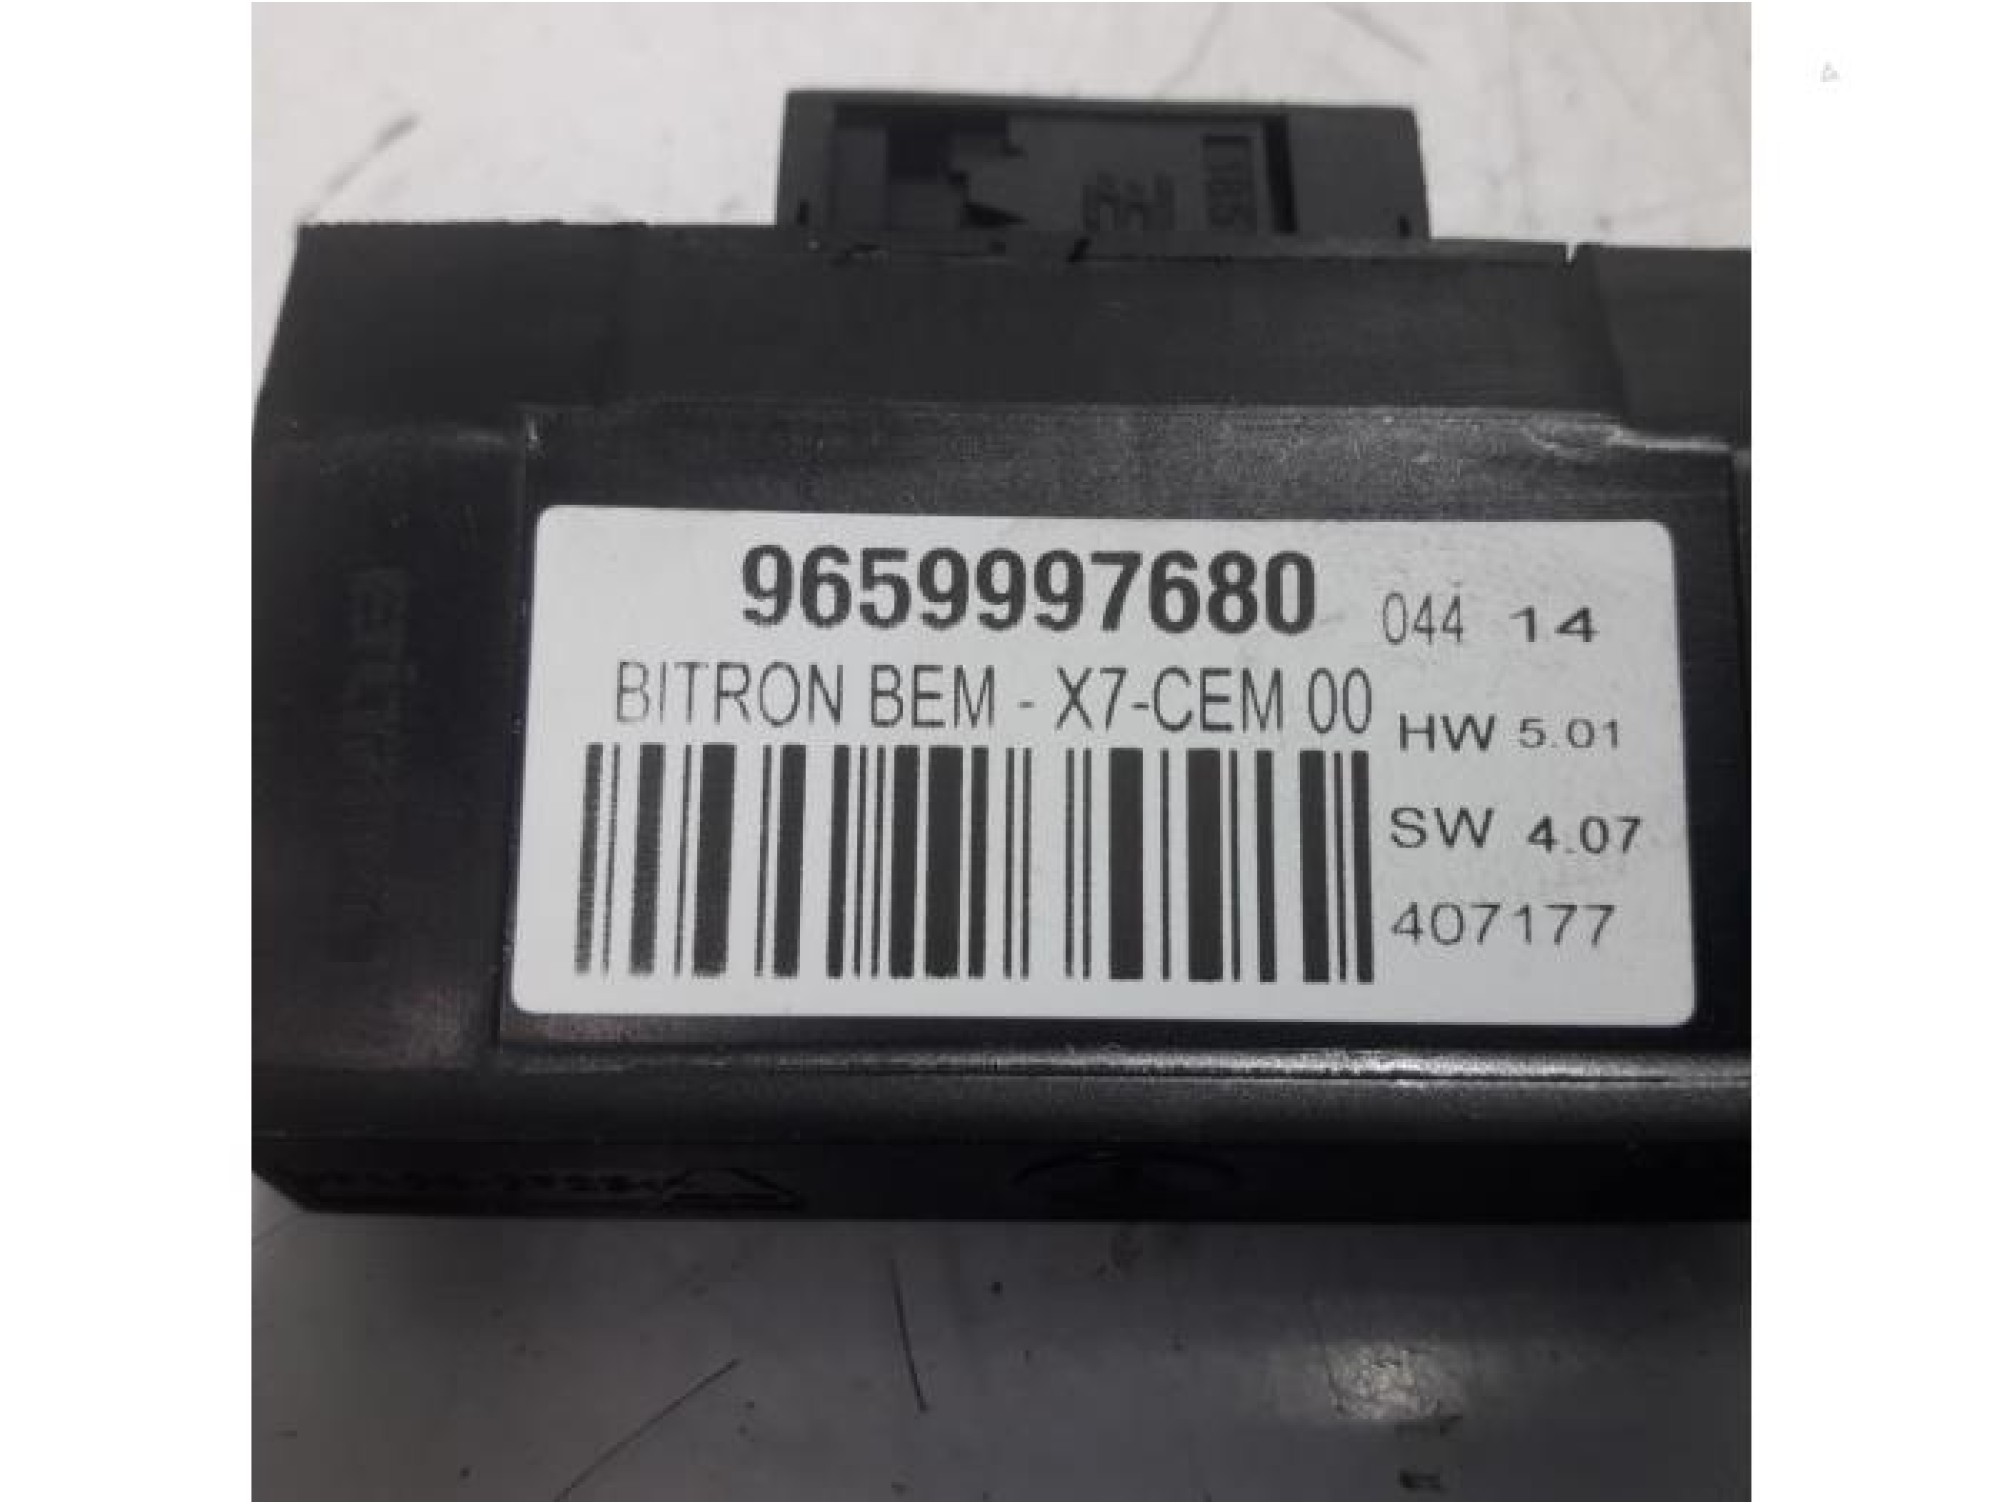 9659997680 044 14
BITRON BEM - X7-CEM 00
HW 5.01
SW 4.07
407177